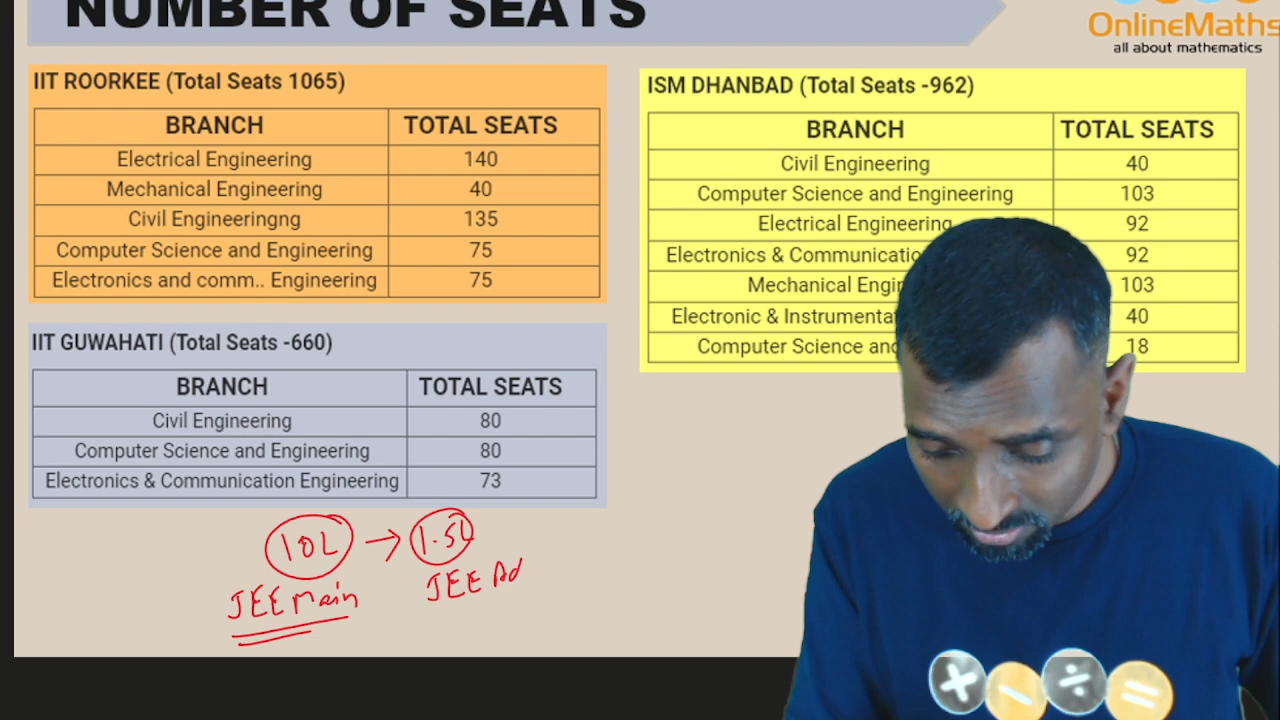 NUMBER OF SEATS
OnlineMaths
all about mathematics
IIT ROORKEE (Total Seats 1065)
BRANCH TOTAL SEATS
Electrical Engineering 140
Mechanical Engineering 40
Civil Engineeringng 135
Computer Science and Engineering 75
Electronics and comm.. Engineering 75
IIT GUWAHATI (Total Seats -660)
BRANCH TOTAL SEATS
Civil Engineering 80
Computer Science and Engineering 80
Electronics & Communication Engineering 73
10L → 1.5L
JEE Main JEE Ad
ISM DHANBAD (Total Seats -962)
BRANCH TOTAL SEATS
Civil Engineering 40
Computer Science and Engineering 103
Electrical Engineering 92
Electronics & Communicatio 92
Mechanical Engin 103
Electronic & Instrumenta 40
Computer Science and 18
+ - ÷ =